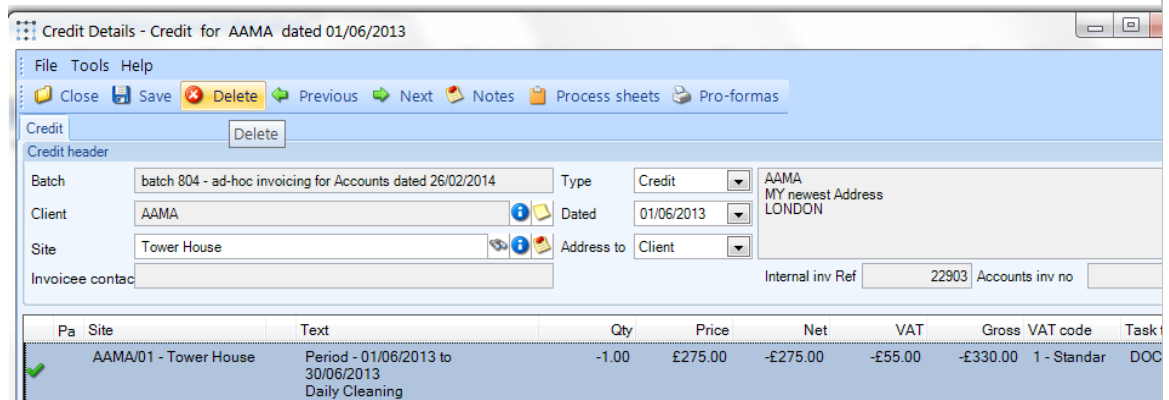 Credit Details - Credit for AAMA dated 01/06/2013
File Tools Help
Close Save Delete Previous Next Notes Process sheets Pro-formas
Credit Delete
Credit header
Batch batch 804 - ad-hoc invoicing for Accounts dated 26/02/2014 Type Credit AAMA
MY newest Address
Client AAMA Dated 01/06/2013 LONDON
Site Tower House Address to Client
Invoicee contac Internal inv Ref 22903 Accounts inv no
Pa Site Text Qty Price Net VAT Gross VAT code Task t
AAMA/01 - Tower House Period - 01/06/2013 to -1.00 £275.00 -£275.00 -£55.00 -£330.00 1 - Standar DOC
30/06/2013
Daily Cleaning